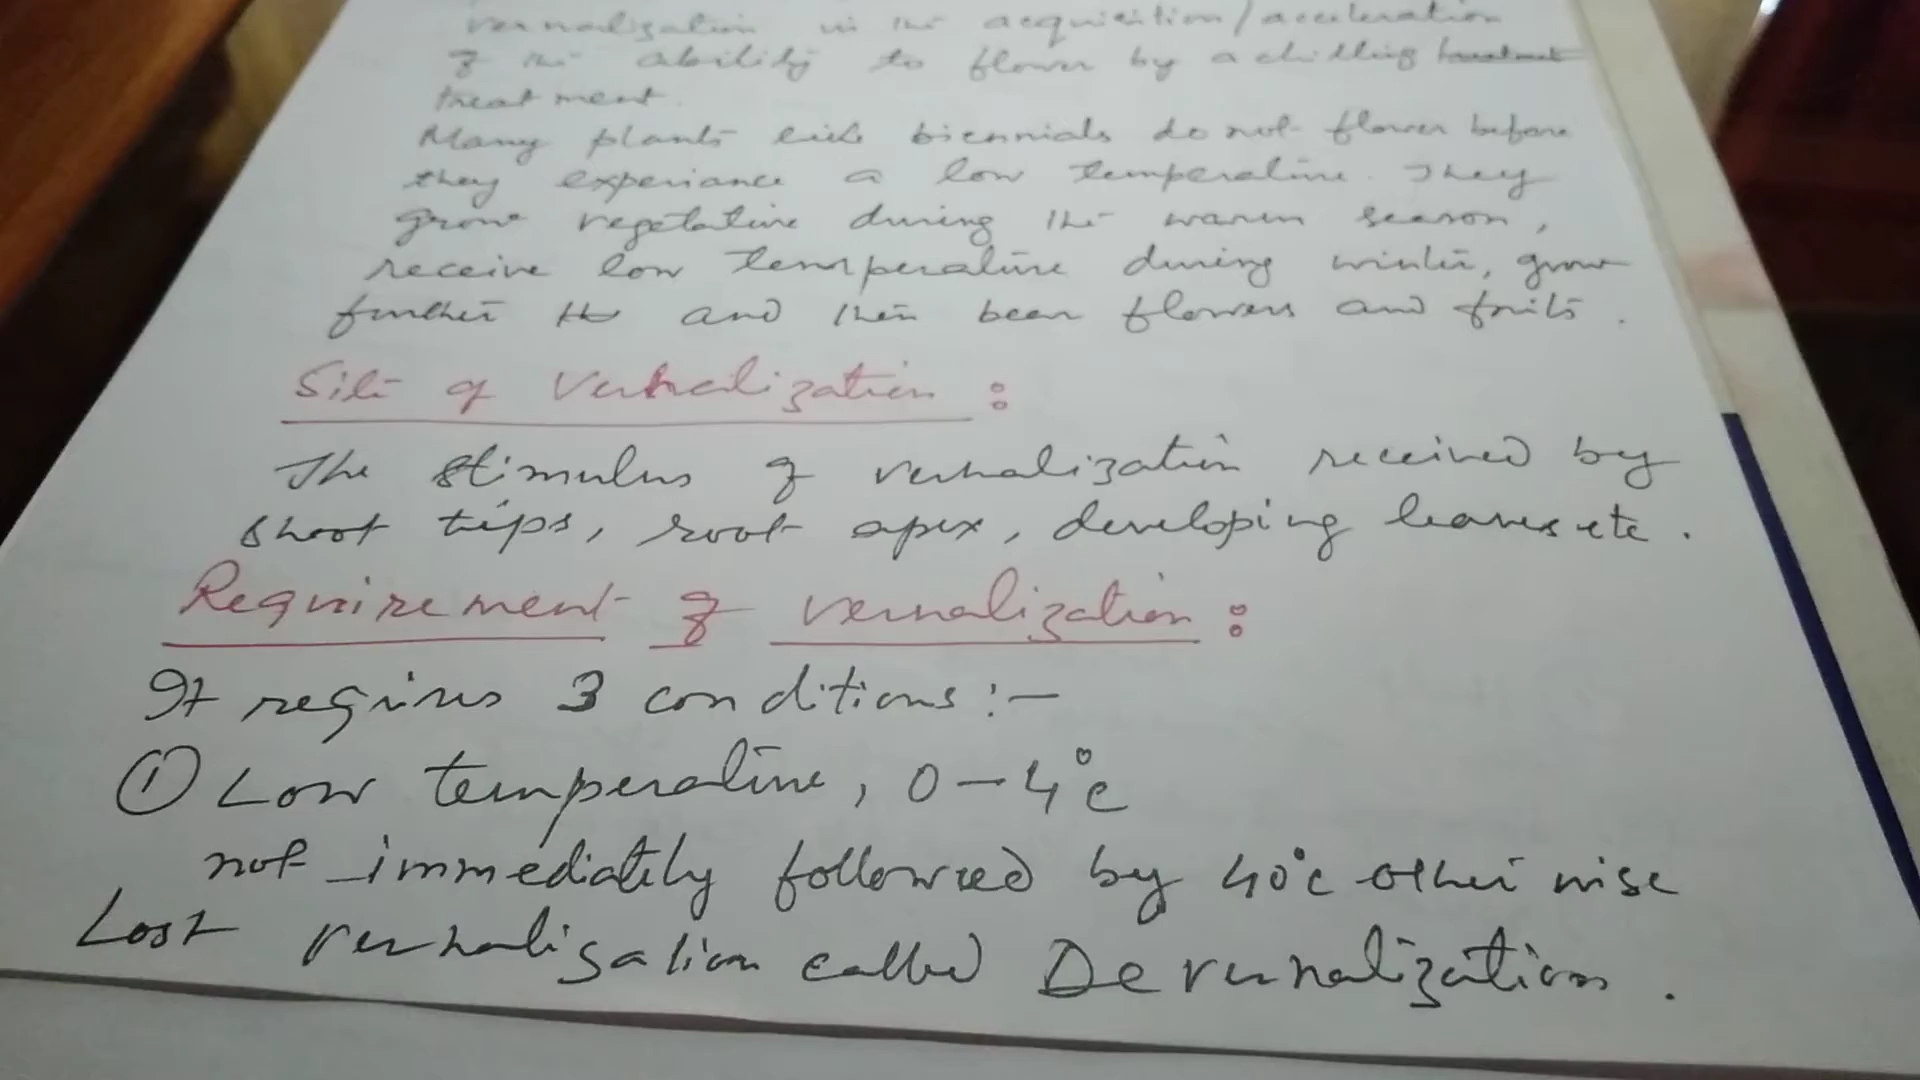 vernalization is the acquisition/acceleration
of the ability to flower by a chilling treatment
treatment.
Many plants like biennials do not flower before
they experiance a low temperature. They
grow vegetative during the warm season,
receive low temperature during winter, grow
further and then bear flowers and fruits.
Site of Vernalization :
The stimulus of vernalization received by
shoot tips, root apex, developing leaves etc.
Requirement of vernalization :
It requires 3 conditions :-
① Low temperature, 0-4°c
not immediately followed by 40°c otherwise
Lost vernalisation called Devernalization.